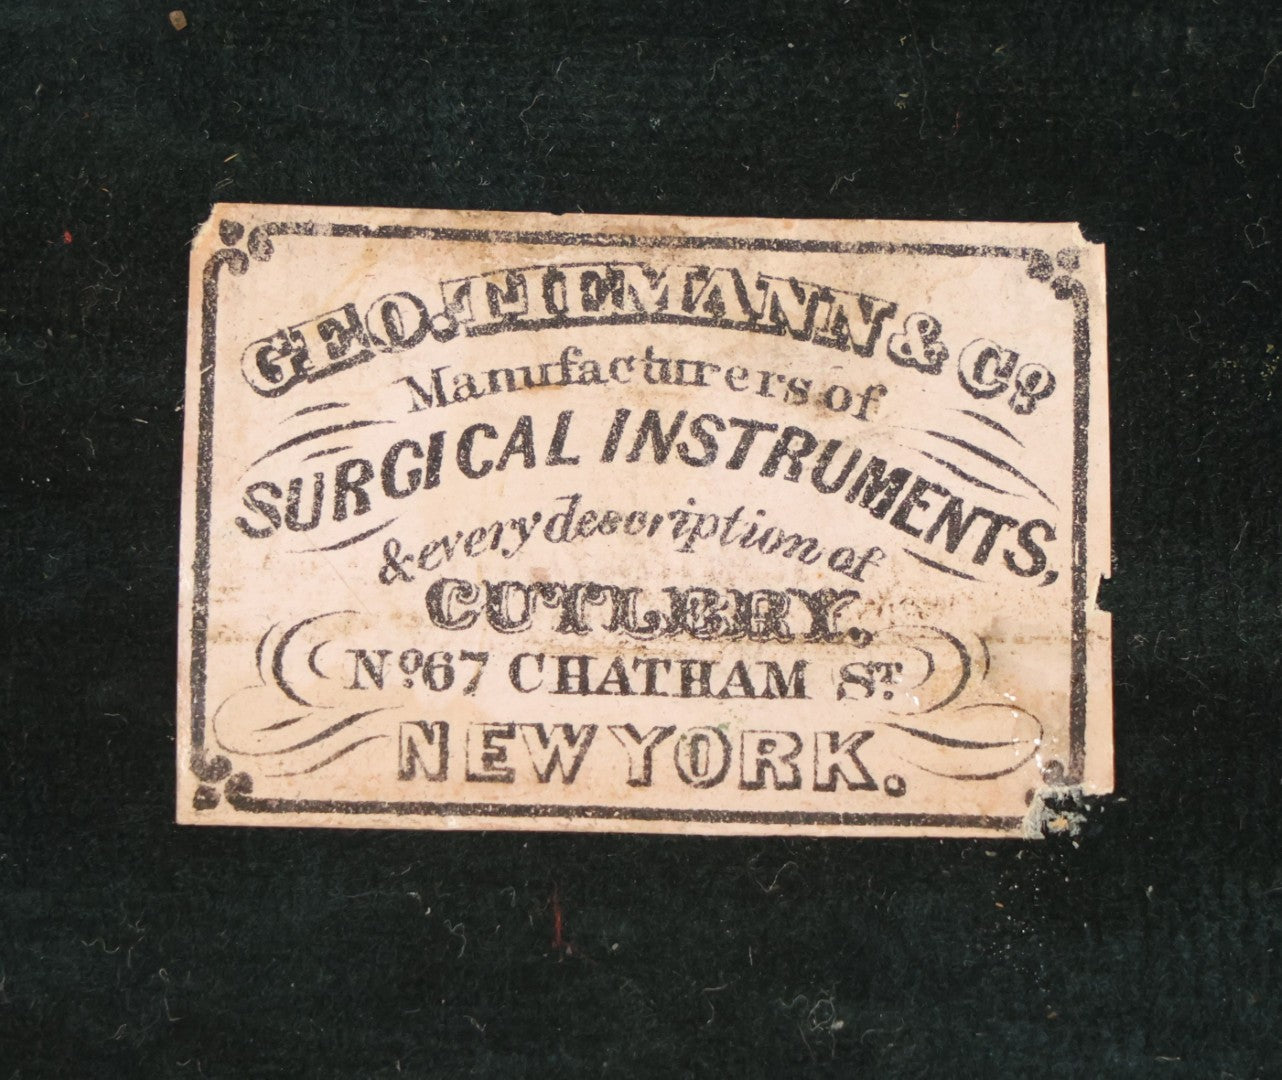 GEO. TIEMANN & Co.
Manufacturers of
SURGICAL INSTRUMENTS,
& every description of
CUTLERY.
No. 67 CHATHAM ST.
NEW YORK.